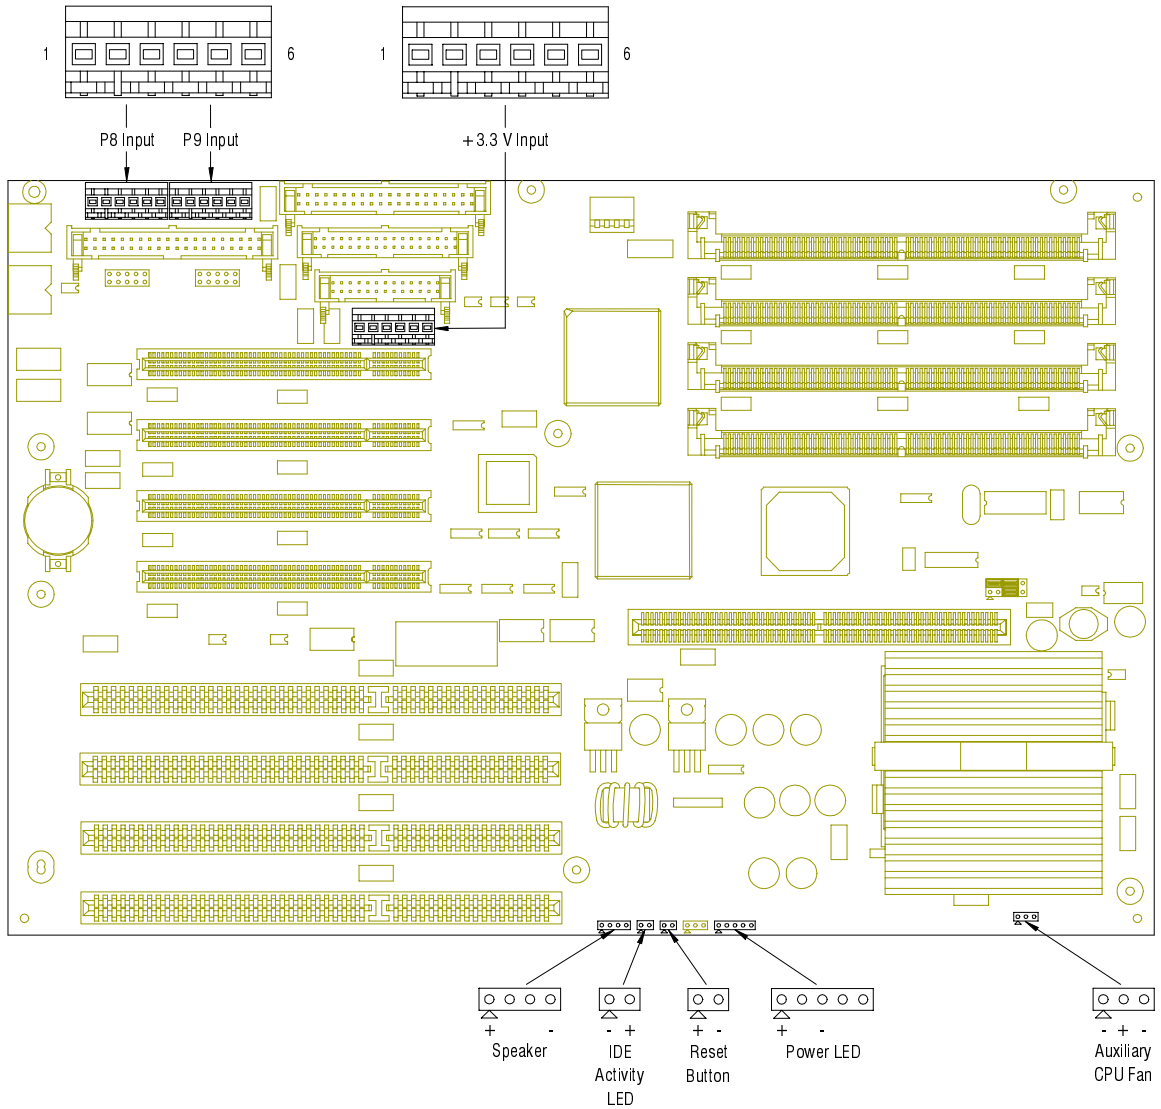 1
6
1
6
P8 Input
P9 Input
+3.3 V Input
+ -
- +
+ -
+ -
- + -
Speaker
IDE
Activity
LED
Reset
Button
Power LED
Auxiliary
CPU Fan